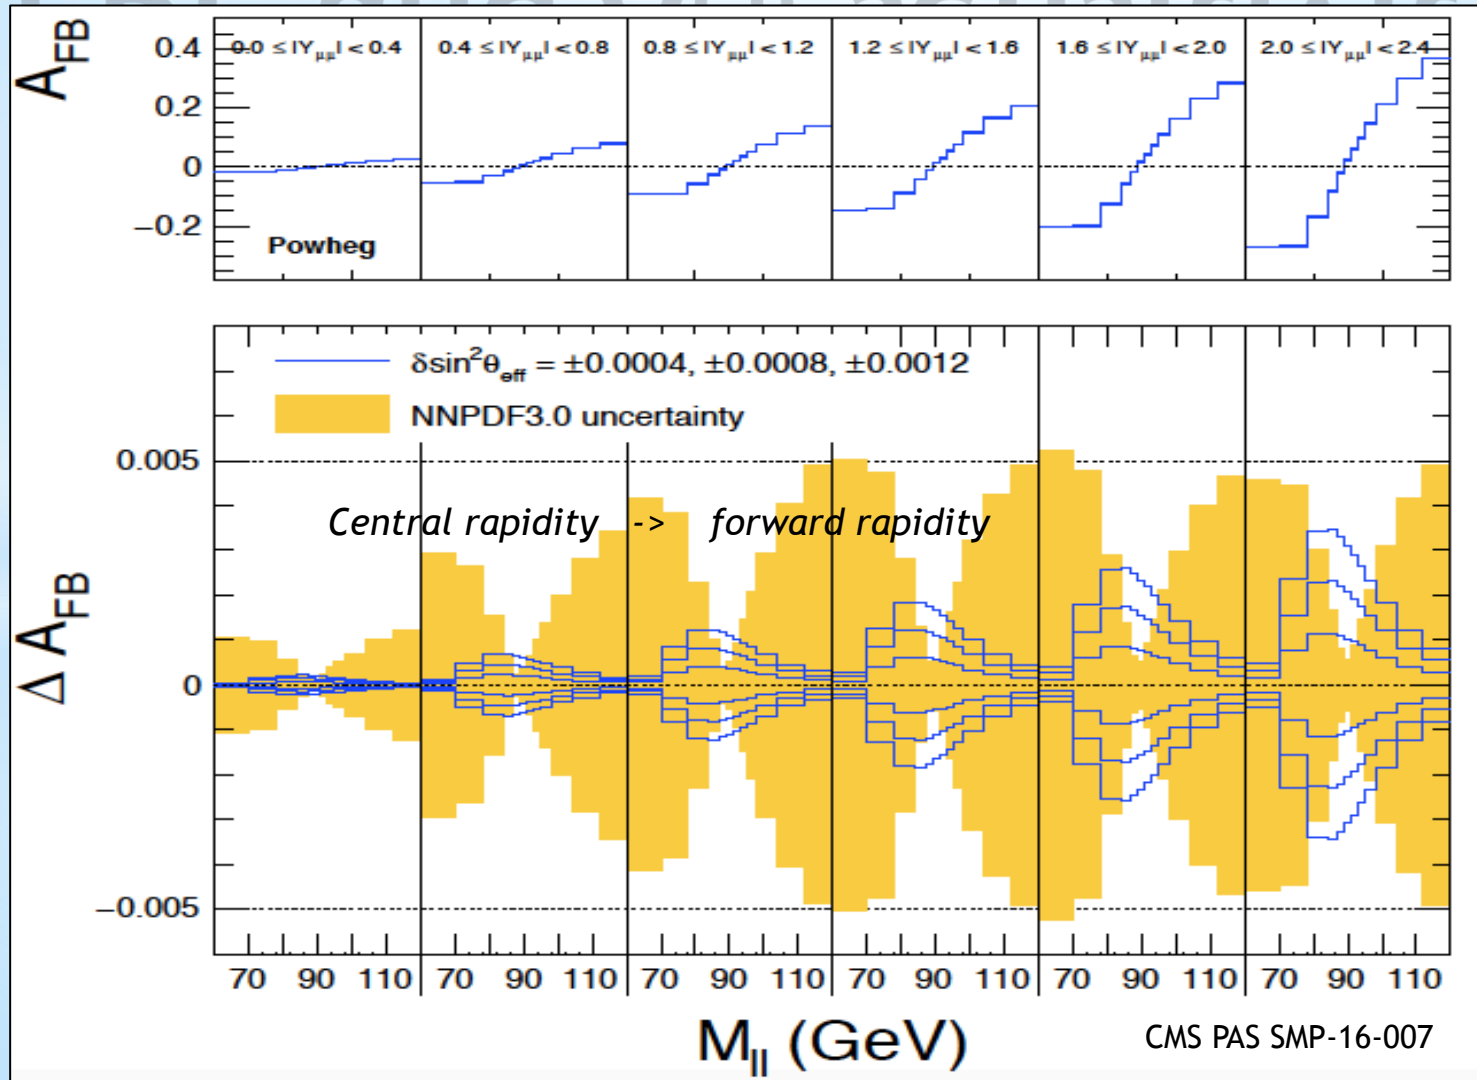 A_FB
0.4
0.2
0
−0.2
0.0 ≤ |Y_μμ| < 0.4
0.4 ≤ |Y_μμ| < 0.8
0.8 ≤ |Y_μμ| < 1.2
1.2 ≤ |Y_μμ| < 1.6
1.6 ≤ |Y_μμ| < 2.0
2.0 ≤ |Y_μμ| < 2.4
Powheg
δsin²θ_eff = ±0.0004, ±0.0008, ±0.0012
NNPDF3.0 uncertainty
Central rapidity -> forward rapidity
Δ A_FB
0.005
0
−0.005
70 90 110 70 90 110 70 90 110 70 90 110 70 90 110 70 90 110
M_ll (GeV)
CMS PAS SMP-16-007